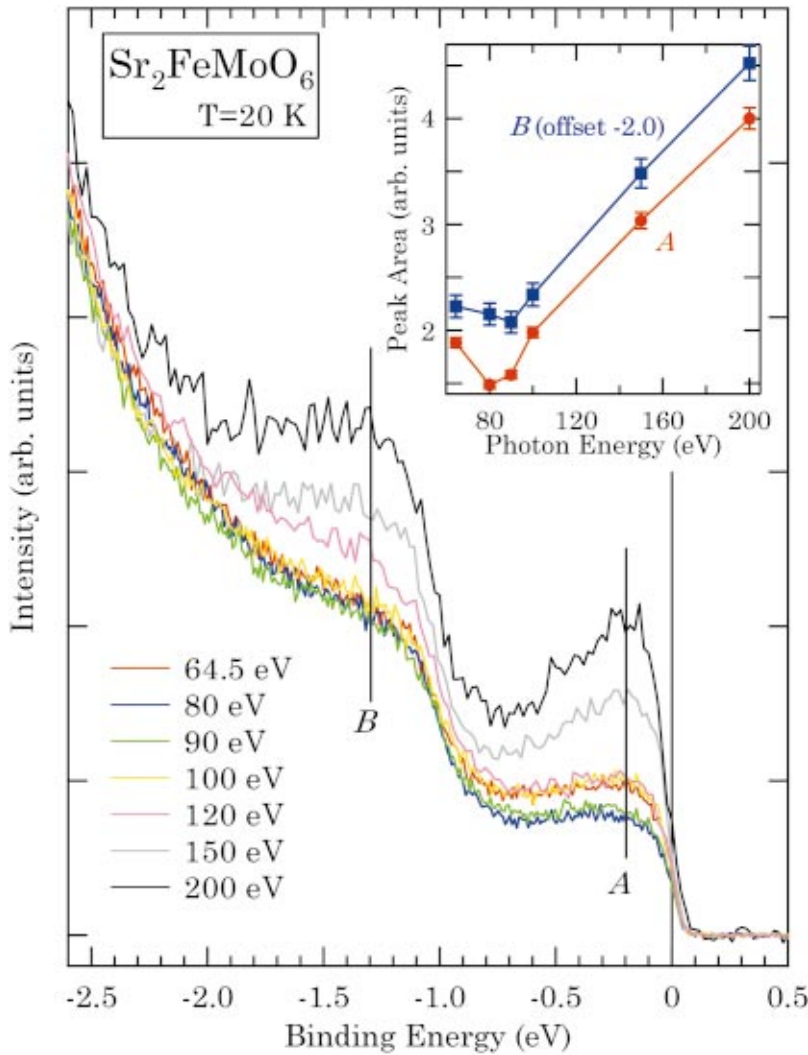 Sr₂FeMoO₆
T=20 K
Intensity (arb. units)
B
A
64.5 eV
80 eV
90 eV
100 eV
120 eV
150 eV
200 eV
-2.5 -2.0 -1.5 -1.0 -0.5 0 0.5
Binding Energy (eV)
Peak Area (arb. units)
4
3
2
B (offset -2.0)
A
80 120 160 200
Photon Energy (eV)